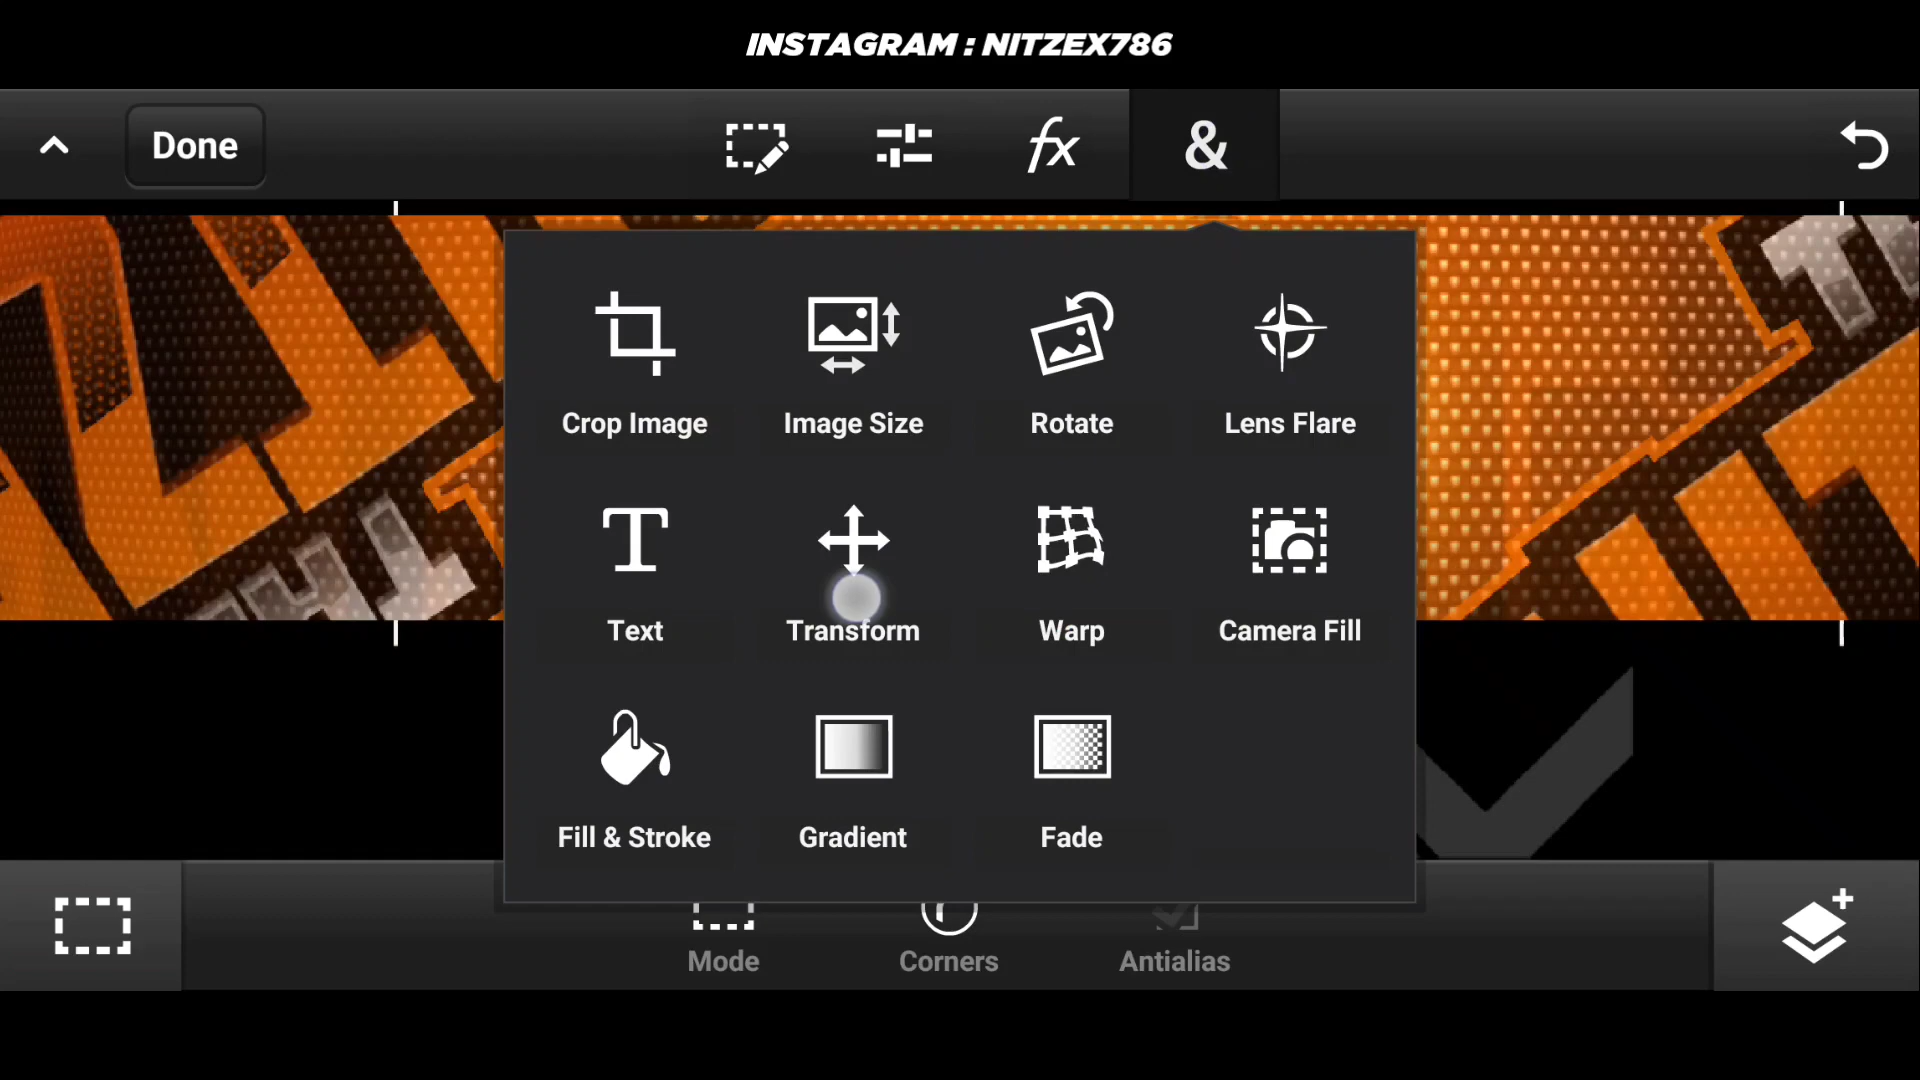 INSTAGRAM : NITZEX786
Done
fx
&
Crop Image
Image Size
Rotate
Lens Flare
T
Text
Transform
Warp
Camera Fill
Fill & Stroke
Gradient
Fade
Mode
Corners
Antialias